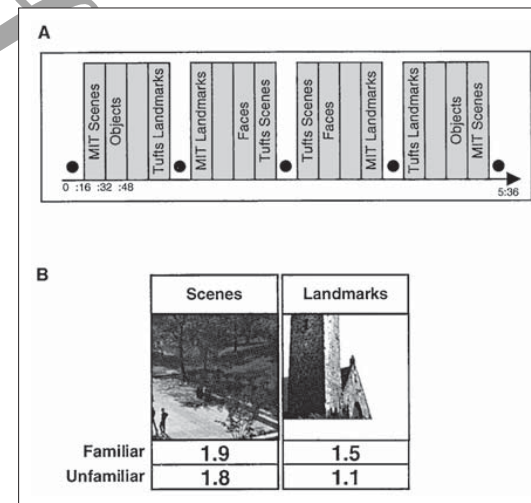 A
MIT Scenes
Objects
Tufts Landmarks
MIT Landmarks
Faces
Tufts Scenes
Tufts Scenes
Faces
MIT Landmarks
Tufts Landmarks
Objects
MIT Scenes
0 :16 :32 :48
5:36
B
Scenes Landmarks
Familiar 1.9 1.5
Unfamiliar 1.8 1.1